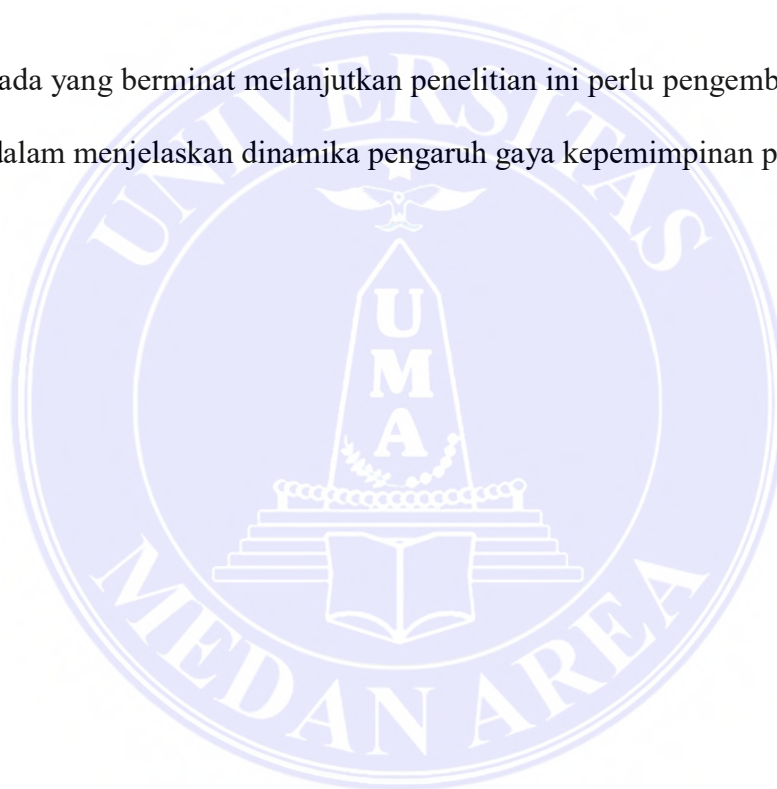 ada yang berminat melanjutkan penelitian ini perlu pengemb
dalam menjelaskan dinamika pengaruh gaya kepemimpinan p
UNIVERSITAS
UMA
MEDAN AREA